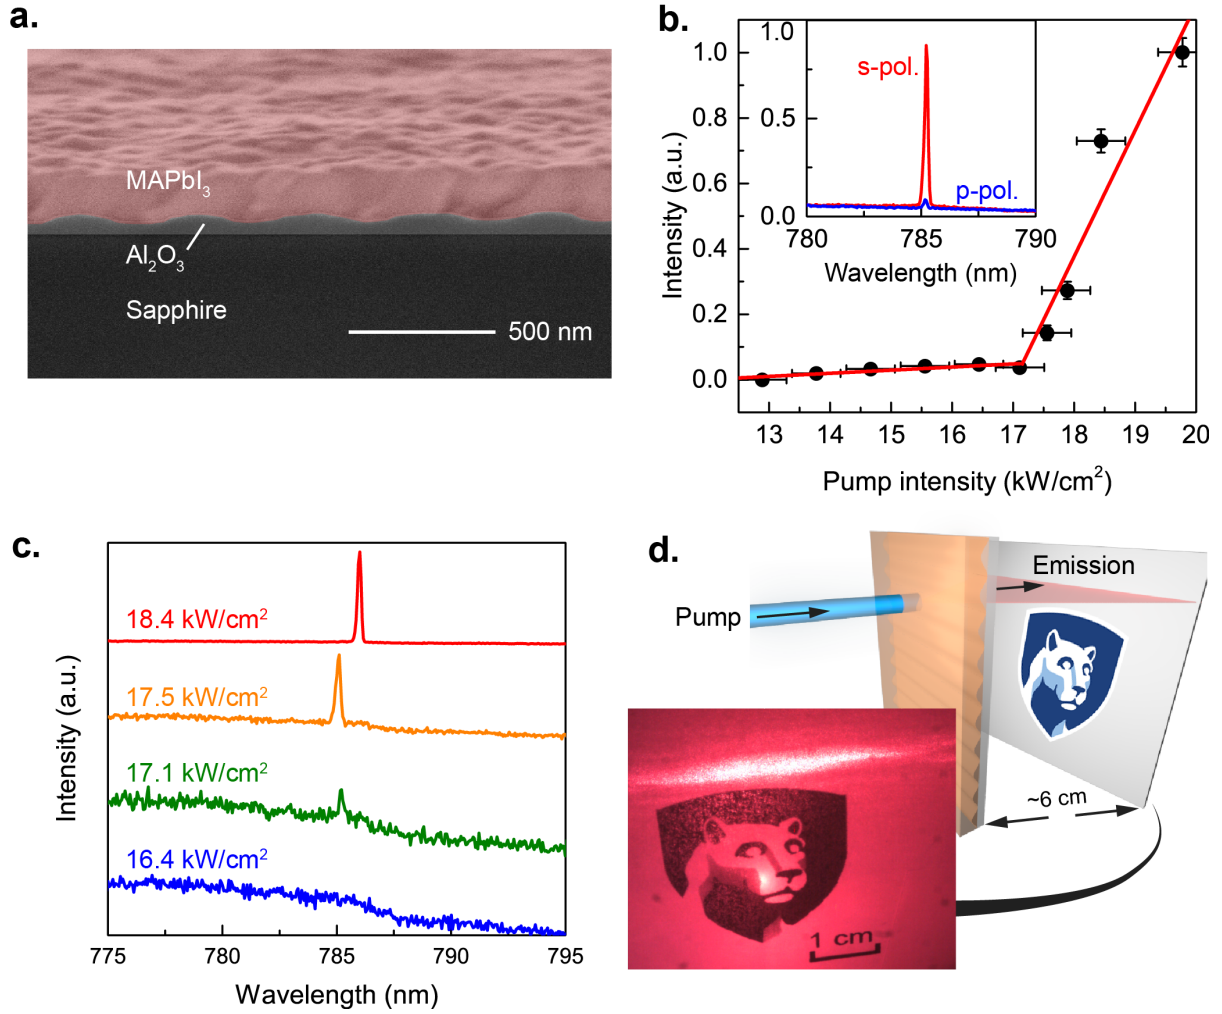 a.
MAPbI₃
Al₂O₃
Sapphire
500 nm
b.
Intensity (a.u.)
1.0
0.8
0.6
0.4
0.2
0.0
13 14 15 16 17 18 19 20
Pump intensity (kW/cm²)
1.0
0.5
0.0
s-pol.
p-pol.
780 785 790
Wavelength (nm)
c.
Intensity (a.u.)
18.4 kW/cm²
17.5 kW/cm²
17.1 kW/cm²
16.4 kW/cm²
775 780 785 790 795
Wavelength (nm)
d.
Emission
Pump
~6 cm
1 cm